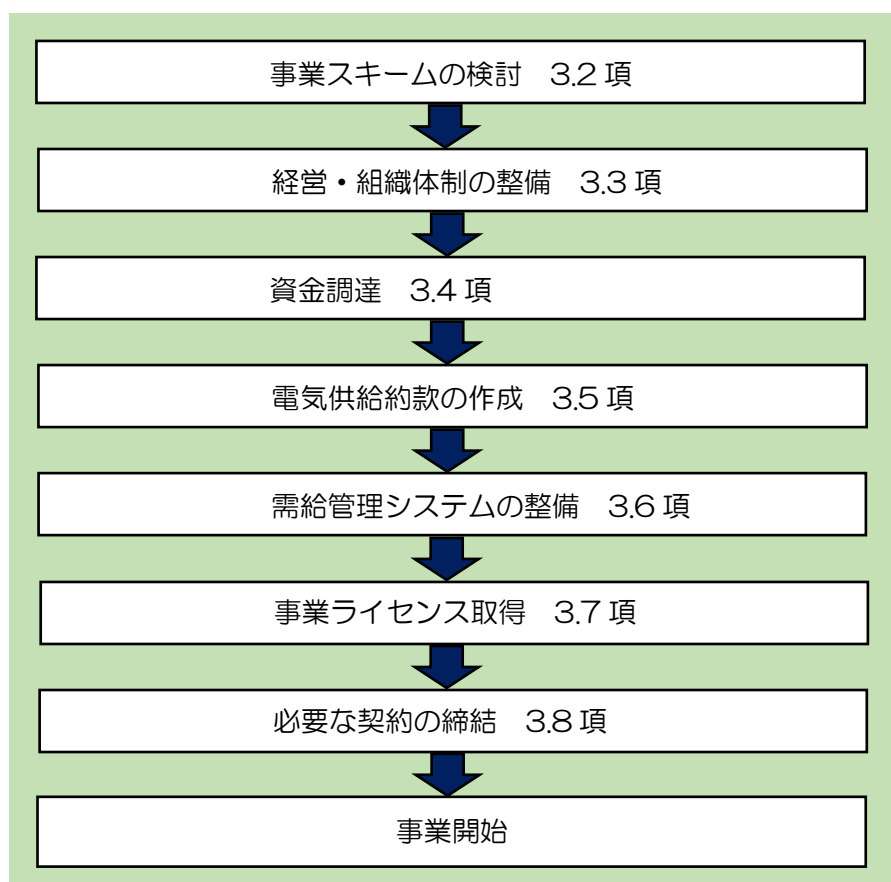 事業スキームの検討　3.2 項
経営・組織体制の整備　3.3 項
資金調達　3.4 項
電気供給約款の作成　3.5 項
需給管理システムの整備　3.6 項
事業ライセンス取得　3.7 項
必要な契約の締結　3.8 項
事業開始